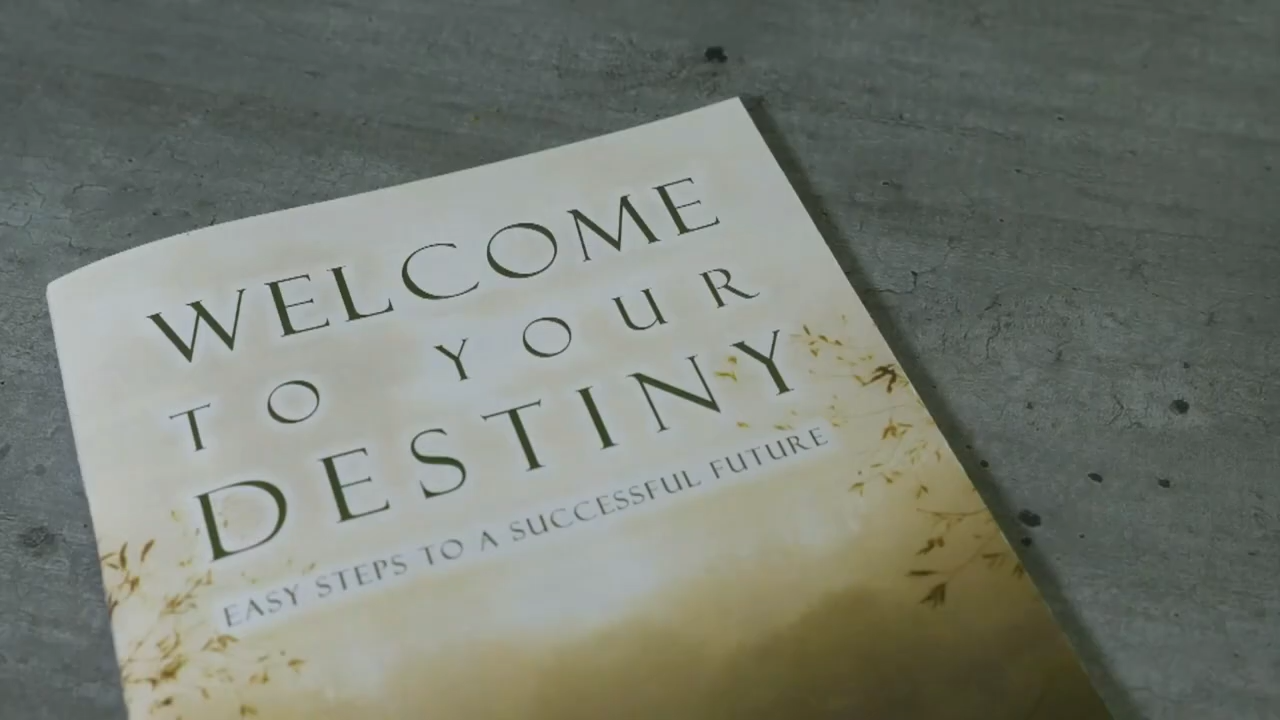 WELCOME
TO YOUR
DESTINY
EASY STEPS TO A SUCCESSFUL FUTURE